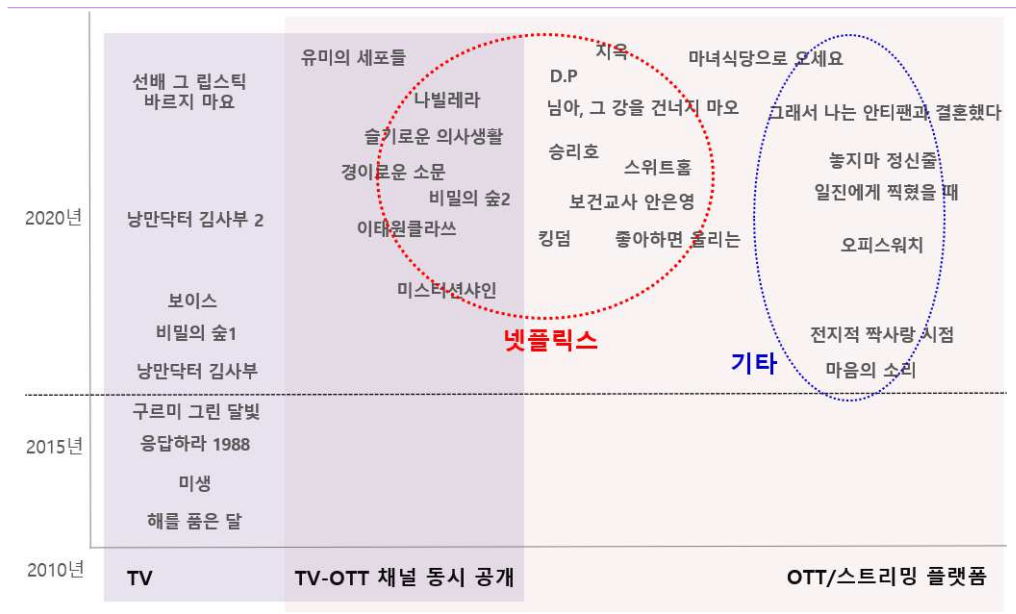 유미의 세포들
지옥
마녀식당으로 오세요
선배 그 립스틱
바르지 마요
D.P
나빌레라
님아, 그 강을 건너지 마오
그래서 나는 안티팬과 결혼했다
슬기로운 의사생활
승리호
놓지마 정신줄
경이로운 소문
스위트홈
비밀의 숲2
보건교사 안은영
일진에게 찍혔을 때
2020년
낭만닥터 김사부 2
이태원클라쓰
킹덤
좋아하면 울리는
오피스워치
미스터션샤인
보이스
비밀의 숲1
넷플릭스
전지적 짝사랑 시점
낭만닥터 김사부
기타
마음의 소리
구르미 그린 달빛
2015년
응답하라 1988
미생
해를 품은 달
2010년
TV
TV-OTT 채널 동시 공개
OTT/스트리밍 플랫폼